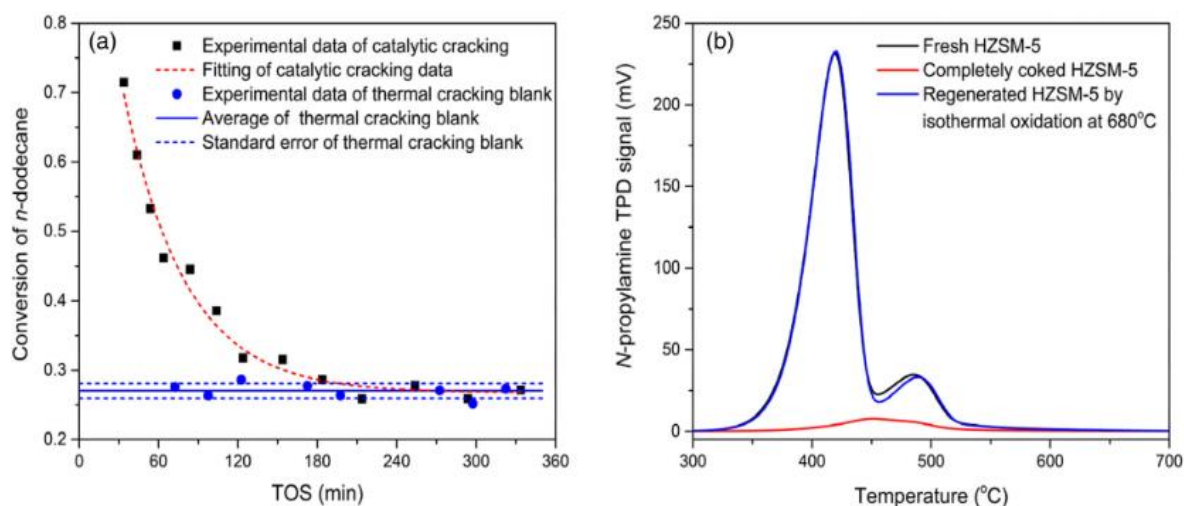 (a)
Experimental data of catalytic cracking
Fitting of catalytic cracking data
Experimental data of thermal cracking blank
Average of thermal cracking blank
Standard error of thermal cracking blank
Conversion of n-dodecane
0.8
0.7
0.6
0.5
0.4
0.3
0.2
0 60 120 180 240 300 360
TOS (min)
(b)
Fresh HZSM-5
Completely coked HZSM-5
Regenerated HZSM-5 by
isothermal oxidation at 680°C
N-propylamine TPD signal (mV)
250
200
150
100
50
0
300 400 500 600 700
Temperature (°C)